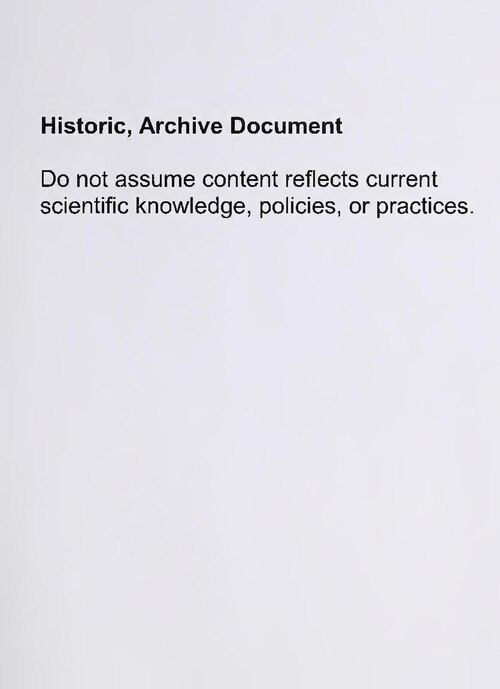 Historic, Archive Document
Do not assume content reflects current
scientific knowledge, policies, or practices.